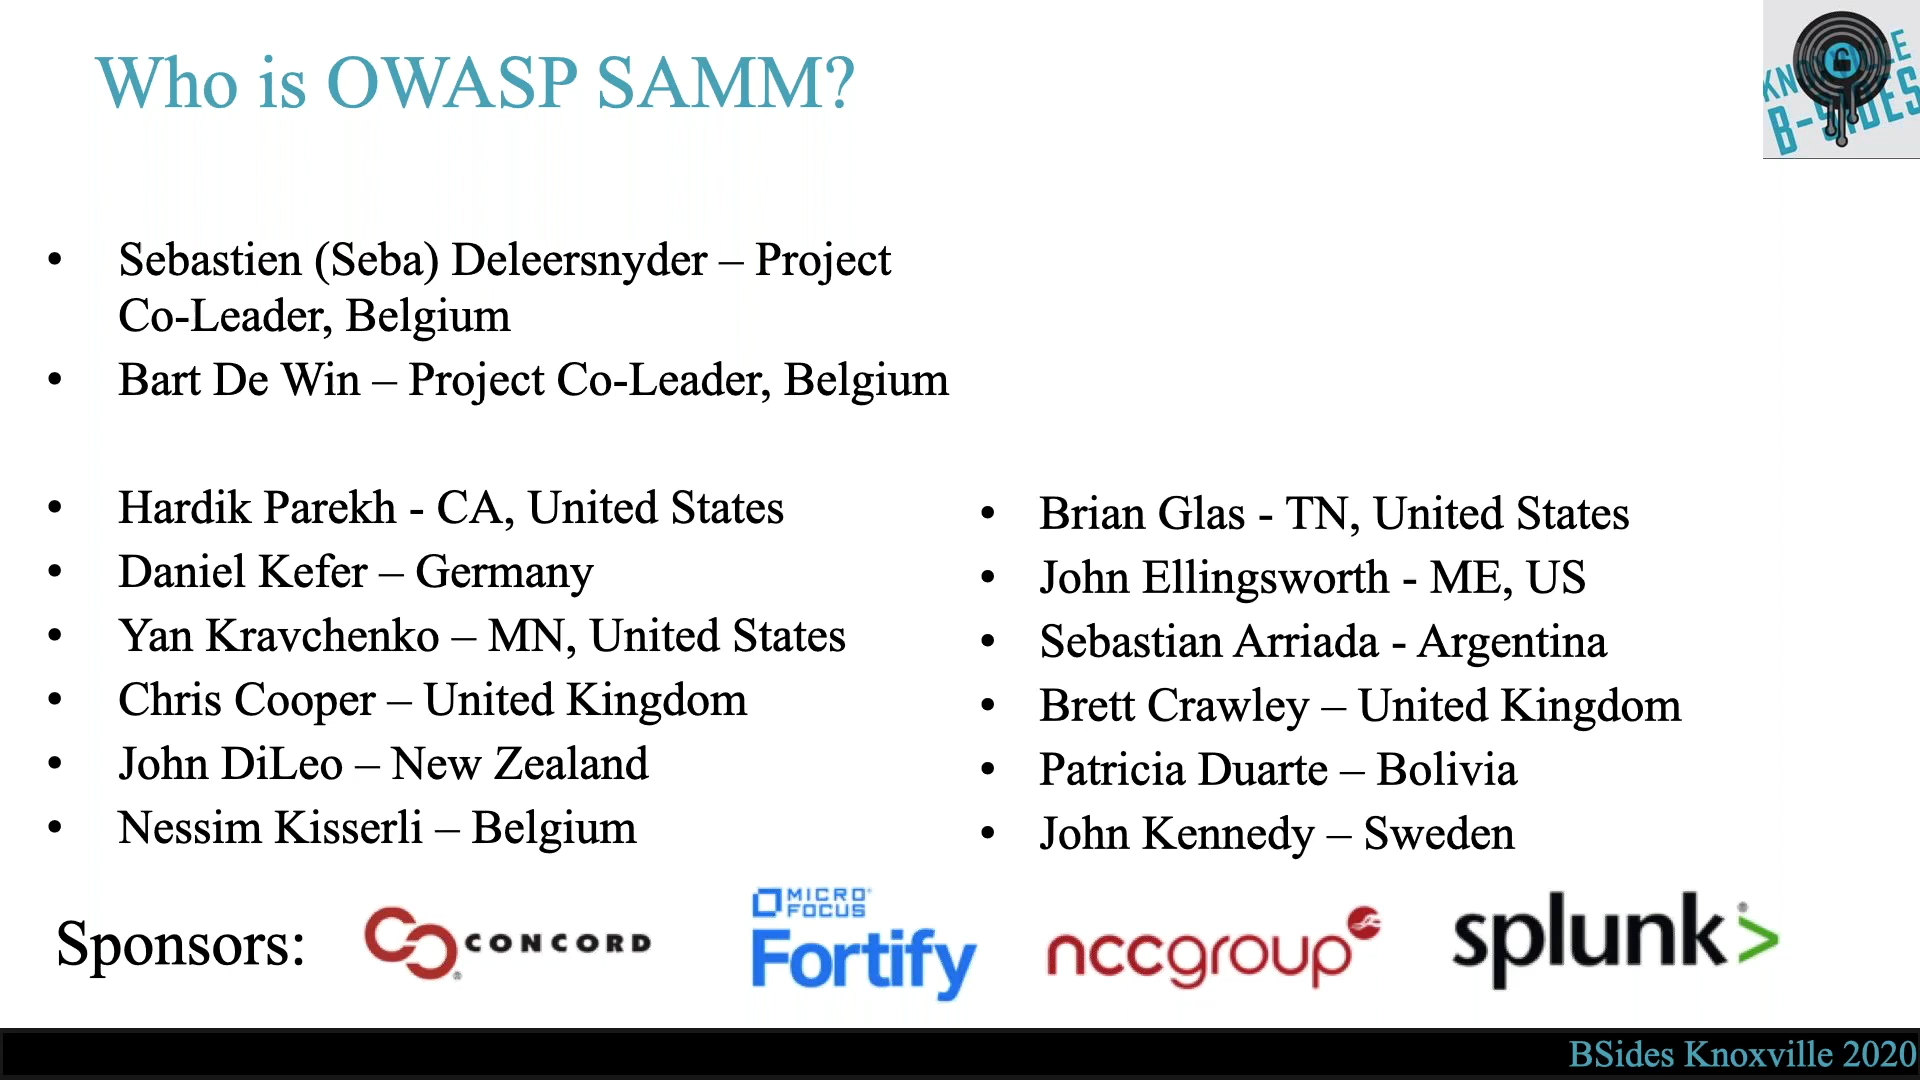 Who is OWASP SAMM?
KNOXVILLE
B-SIDES
• Sebastien (Seba) Deleersnyder – Project
Co-Leader, Belgium
• Bart De Win – Project Co-Leader, Belgium
• Hardik Parekh - CA, United States
• Daniel Kefer – Germany
• Yan Kravchenko – MN, United States
• Chris Cooper – United Kingdom
• John DiLeo – New Zealand
• Nessim Kisserli – Belgium
• Brian Glas - TN, United States
• John Ellingsworth - ME, US
• Sebastian Arriada - Argentina
• Brett Crawley – United Kingdom
• Patricia Duarte – Bolivia
• John Kennedy – Sweden
Sponsors:
CONCORD®
MICRO®
FOCUS
Fortify
nccgroup
splunk>®
BSides Knoxville 2020